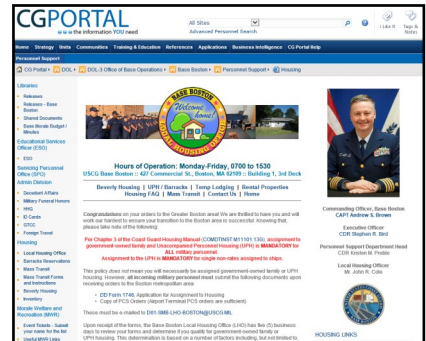 CGPORTAL
the information YOU need
All Sites
Advanced Personnel Search
I Like It
Tags & Notes
Home Strategy Units Communities Training & Education References Applications Business Intelligence CG Portal Help
Personnel Support
CG Portal DOL DOL-3 Office of Base Operations Base Boston Personnel Support Housing
Libraries
Releases
Releases - Base Boston
Shared Documents
Base Morale Budget / Minutes
Educational Services Office (ESO)
ESO
Servicing Personnel Office (SPO)
Admin Division
Decedent Affairs
Military Funeral Honors
HHG
ID Cards
GTCC
Foreign Travel
Housing
Local Housing Office
Barracks Reservations
Mass Transit
Mass Transit Forms and Instructions
Beverly Housing
Inventory
Morale Welfare and Recreation (MWR)
Event Tickets - Submit your name for the list
Useful MWR Links
BASE BOSTON
Welcome home!
LOCAL HOUSING OFFICE
Hours of Operation: Monday-Friday, 0700 to 1530
USCG Base Boston :: 427 Commercial St., Boston, MA 02109 :: Building 1, 3rd Deck
Beverly Housing | UPH / Barracks | Temp Lodging | Rental Properties
Housing FAQ | Mass Transit | Contact Us | Home
Congratulations on your orders to the Greater Boston area! We are thrilled to have you and will
work our hardest to ensure your transition to the Boston area is successful. Knowing that,
please take note of the following:
Per Chapter 3 of the Coast Guard Housing Manual (COMDTINST M11101.13G), assignment to
government-owned family and Unaccompanied Personnel Housing (UPH) is MANDATORY for
ALL military personnel.
Assignment to the UPH is MANDATORY for single non-rates assigned to ships.
This policy does not mean you will necessarily be assigned government-owned family or UPH
housing. However, all incoming military personnel must submit the following documents upon
receiving orders to the Boston metropolitan area:
DD Form 1746, Application for Assignment to Housing
Copy of PCS Orders (Airport Terminal PCS orders are sufficient)
These must be e-mailed to D01-SMB-LHO-BOSTON@USCG.MIL
Upon receipt of the forms, the Base Boston Local Housing Office (LHO) has five (5) business
days to review your forms and determine if you qualify for government-owned family or
UPH housing. This determination is based on a number of factors including, but not limited to,
Commanding Officer, Base Boston
CAPT Andrew S. Brown
Executive Officer
CDR Stephen R. Bird
Personnel Support Department Head
CDR Kristen M. Preble
Local Housing Officer
Mr. John R. Cole
HOUSING LINKS